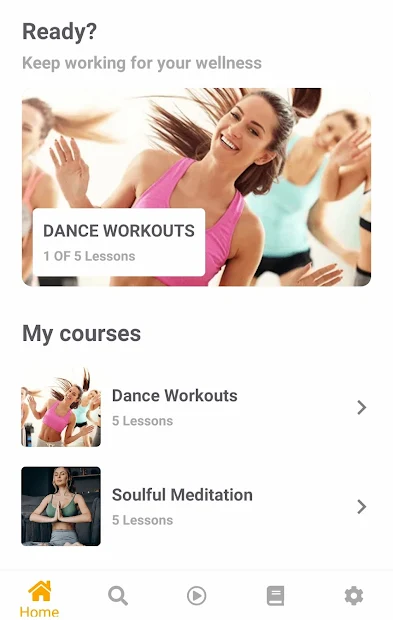 Ready?
Keep working for your wellness
DANCE WORKOUTS
1 OF 5 Lessons
My courses
Dance Workouts
5 Lessons
Soulful Meditation
5 Lessons
Home